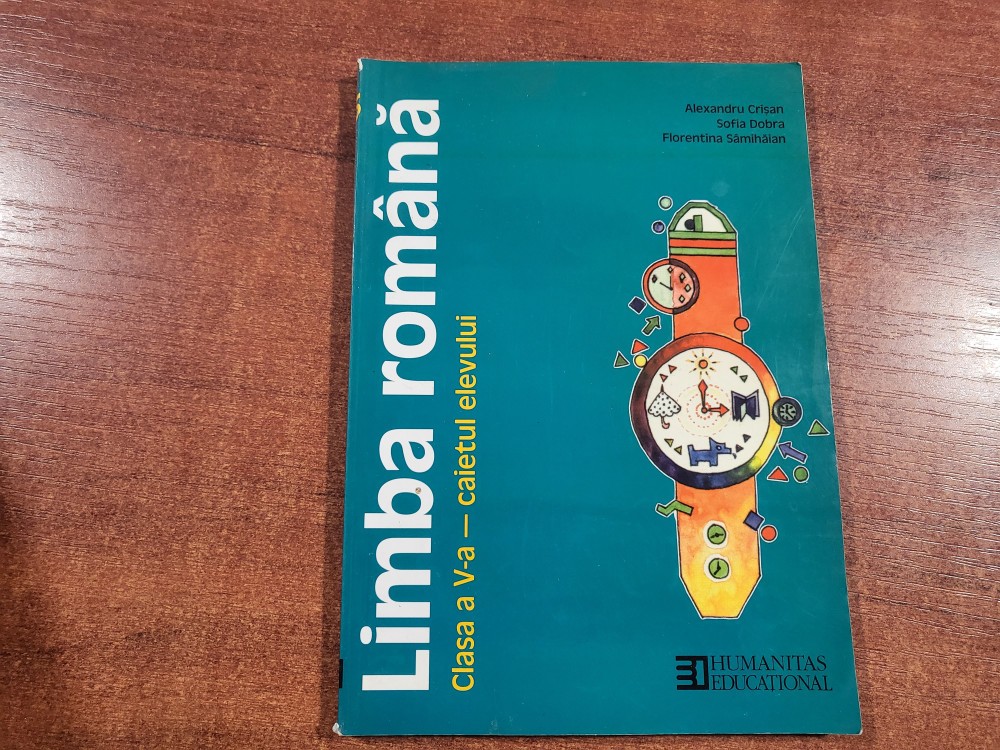 Alexandru Crișan
Sofia Dobra
Florentina Sâmihăian
Limba română
Clasa a V-a — caietul elevului
HUMANITAS
EDUCAȚIONAL